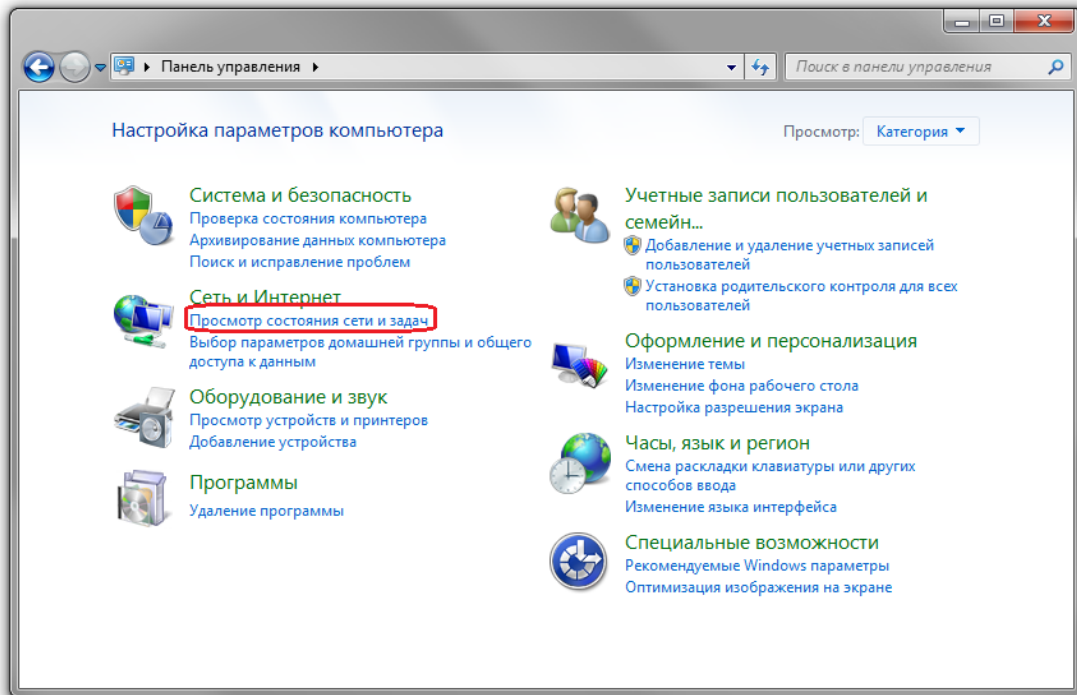 Панель управления
Поиск в панели управления
Настройка параметров компьютера
Просмотр: Категория
Система и безопасность
Проверка состояния компьютера
Архивирование данных компьютера
Поиск и исправление проблем
Сеть и Интернет
Просмотр состояния сети и задач
Выбор параметров домашней группы и общего
доступа к данным
Оборудование и звук
Просмотр устройств и принтеров
Добавление устройства
Программы
Удаление программы
Учетные записи пользователей и
семейн...
Добавление и удаление учетных записей
пользователей
Установка родительского контроля для всех
пользователей
Оформление и персонализация
Изменение темы
Изменение фона рабочего стола
Настройка разрешения экрана
Часы, язык и регион
Смена раскладки клавиатуры или других
способов ввода
Изменение языка интерфейса
Специальные возможности
Рекомендуемые Windows параметры
Оптимизация изображения на экране